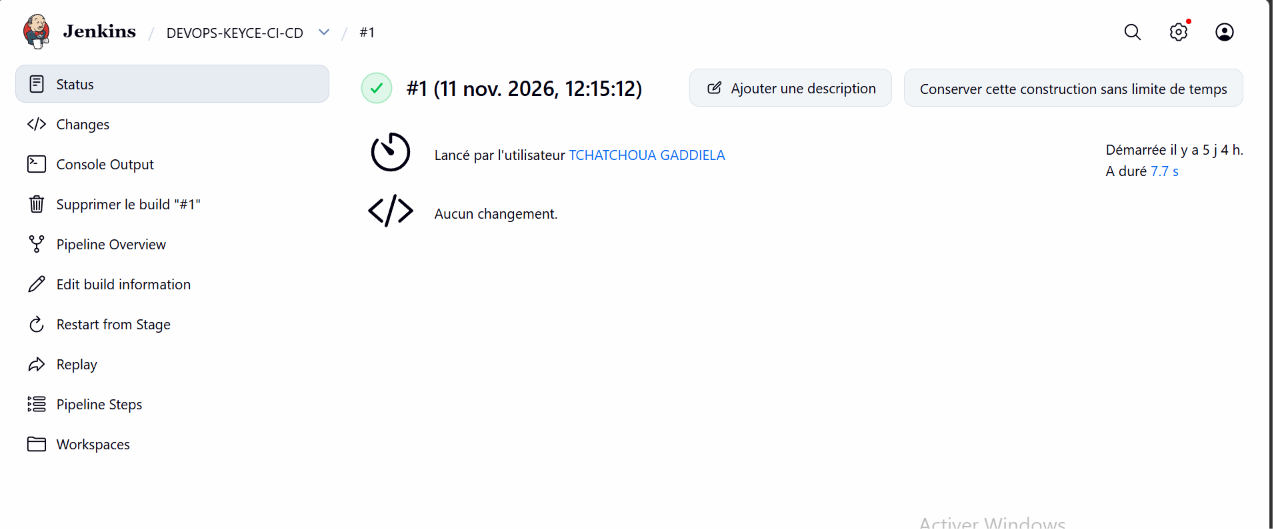 Jenkins / DEVOPS-KEYCE-CI-CD / #1
Status
Changes
Console Output
Supprimer le build "#1"
Pipeline Overview
Edit build information
Restart from Stage
Replay
Pipeline Steps
Workspaces
#1 (11 nov. 2026, 12:15:12)
Ajouter une description
Conserver cette construction sans limite de temps
Lancé par l'utilisateur TCHATCHOUA GADDIELA
Démarrée il y a 5 j 4 h.
A duré 7.7 s
Aucun changement.
Activer Windows